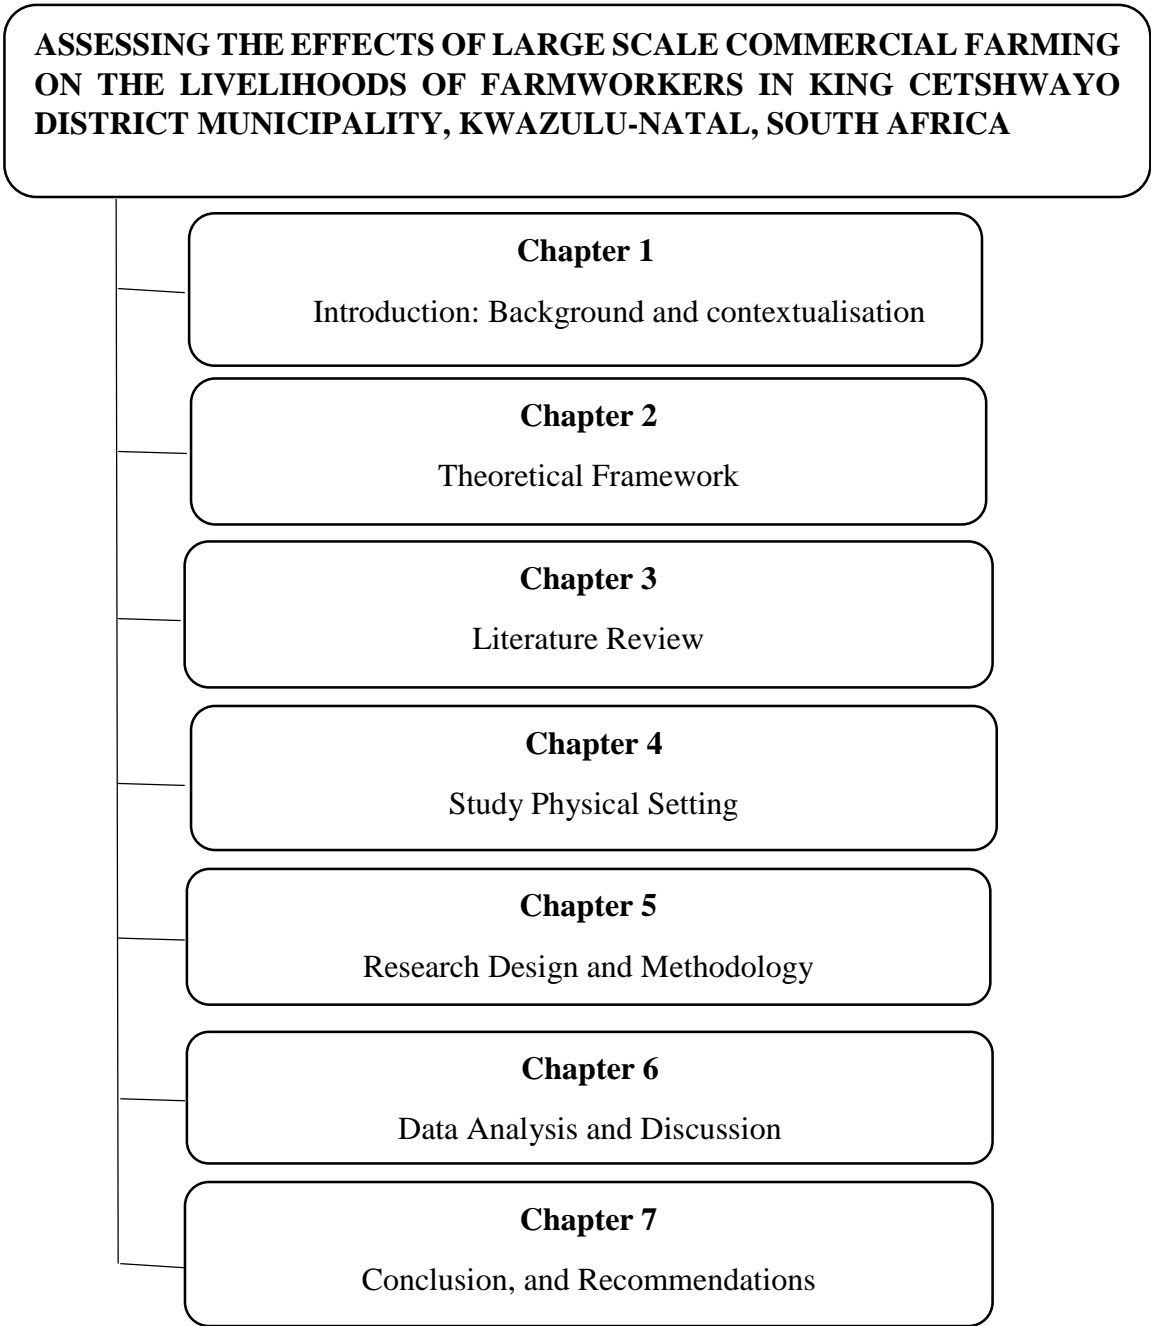 ASSESSING THE EFFECTS OF LARGE SCALE COMMERCIAL FARMING
ON THE LIVELIHOODS OF FARMWORKERS IN KING CETSHWAYO
DISTRICT MUNICIPALITY, KWAZULU-NATAL, SOUTH AFRICA
Chapter 1
Introduction: Background and contextualisation
Chapter 2
Theoretical Framework
Chapter 3
Literature Review
Chapter 4
Study Physical Setting
Chapter 5
Research Design and Methodology
Chapter 6
Data Analysis and Discussion
Chapter 7
Conclusion, and Recommendations